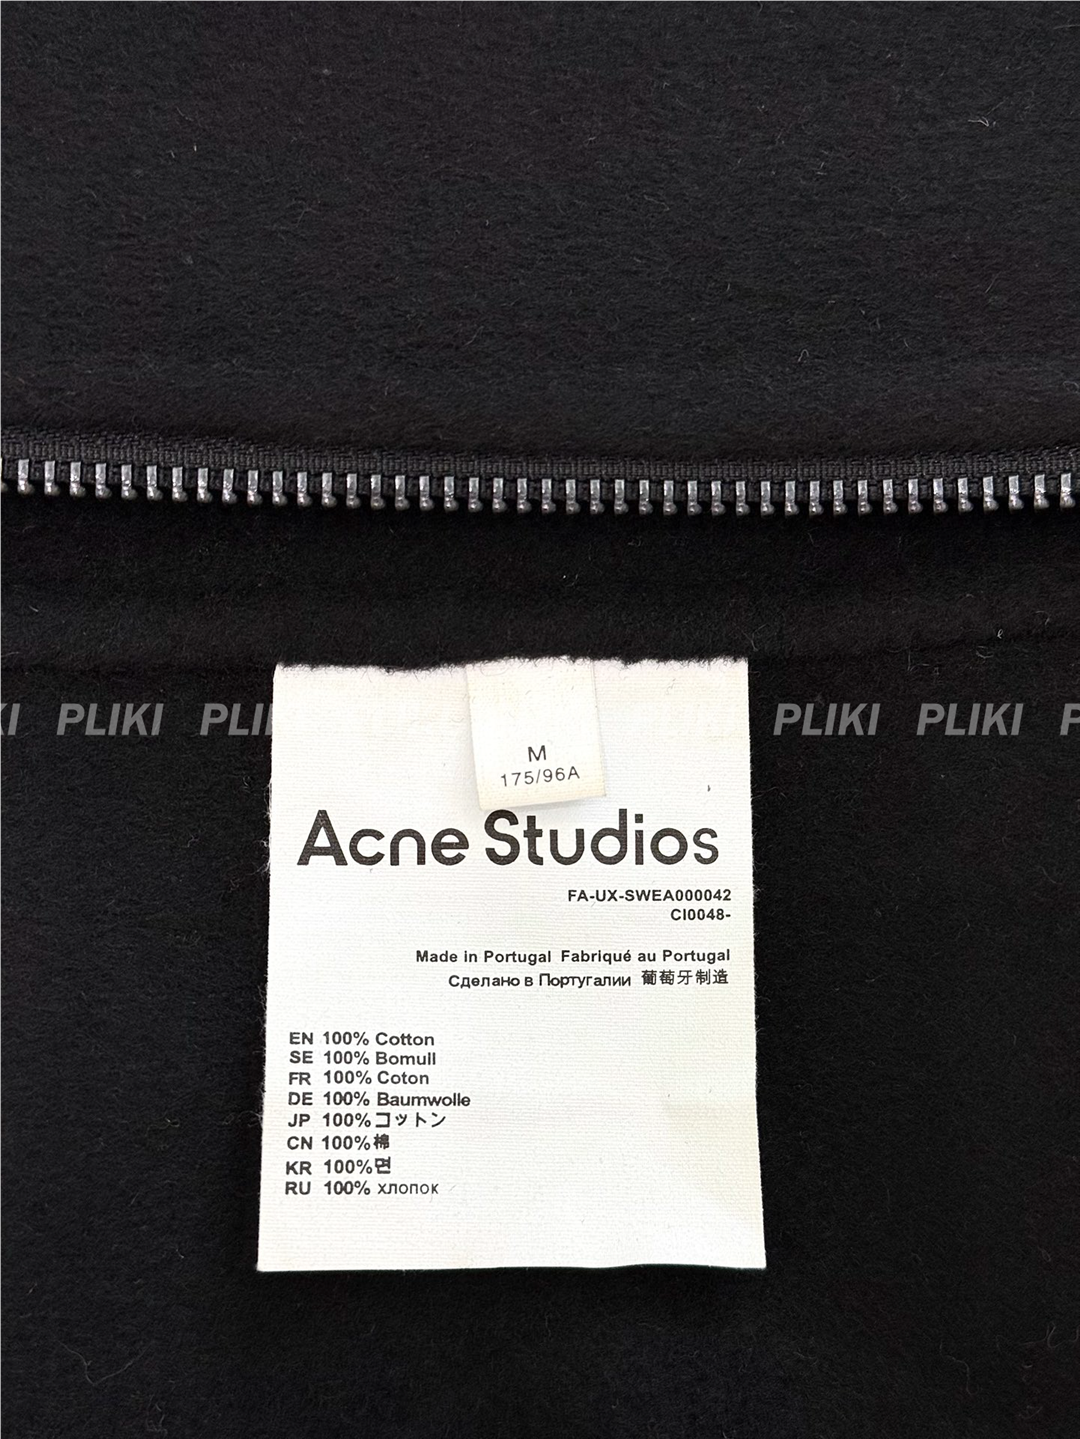 PLIKI PLIKI PLIKI PLIKI
M
175/96A
Acne Studios
FA-UX-SWEA000042
CI0048-
Made in Portugal Fabriqué au Portugal
Сделано в Португалии 葡萄牙制造
EN 100% Cotton
SE 100% Bomull
FR 100% Coton
DE 100% Baumwolle
JP 100%コットン
CN 100%棉
KR 100%면
RU 100% хлопок